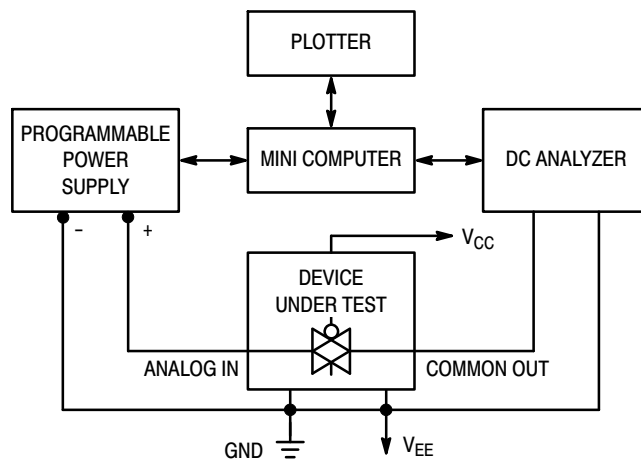 PLOTTER
PROGRAMMABLE
POWER
SUPPLY
MINI COMPUTER
DC ANALYZER
– +
VCC
DEVICE
UNDER TEST
ANALOG IN
COMMON OUT
GND
VEE